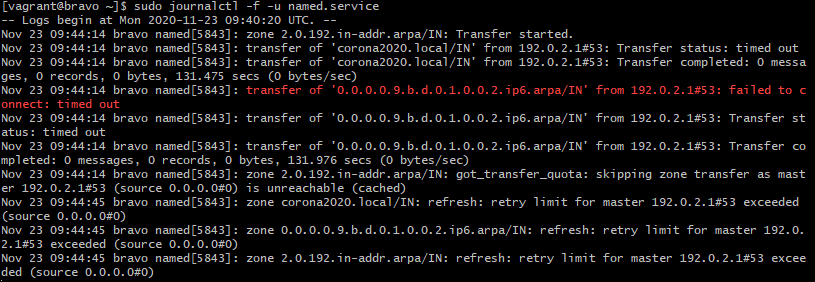 [vagrant@bravo ~]$ sudo journalctl -f -u named.service
-- Logs begin at Mon 2020-11-23 09:40:20 UTC. --
Nov 23 09:44:14 bravo named[5843]: zone 2.0.192.in-addr.arpa/IN: Transfer started.
Nov 23 09:44:14 bravo named[5843]: transfer of 'corona2020.local/IN' from 192.0.2.1#53: Transfer status: timed out
Nov 23 09:44:14 bravo named[5843]: transfer of 'corona2020.local/IN' from 192.0.2.1#53: Transfer completed: 0 messa
ges, 0 records, 0 bytes, 131.475 secs (0 bytes/sec)
Nov 23 09:44:14 bravo named[5843]: transfer of '0.0.0.0.9.b.d.0.1.0.0.2.ip6.arpa/IN' from 192.0.2.1#53: failed to c
onnect: timed out
Nov 23 09:44:14 bravo named[5843]: transfer of '0.0.0.0.9.b.d.0.1.0.0.2.ip6.arpa/IN' from 192.0.2.1#53: Transfer st
atus: timed out
Nov 23 09:44:14 bravo named[5843]: transfer of '0.0.0.0.9.b.d.0.1.0.0.2.ip6.arpa/IN' from 192.0.2.1#53: Transfer co
mpleted: 0 messages, 0 records, 0 bytes, 131.976 secs (0 bytes/sec)
Nov 23 09:44:14 bravo named[5843]: zone 2.0.192.in-addr.arpa/IN: got_transfer_quota: skipping zone transfer as mast
er 192.0.2.1#53 (source 0.0.0.0#0) is unreachable (cached)
Nov 23 09:44:45 bravo named[5843]: zone corona2020.local/IN: refresh: retry limit for master 192.0.2.1#53 exceeded
(source 0.0.0.0#0)
Nov 23 09:44:45 bravo named[5843]: zone 0.0.0.0.9.b.d.0.1.0.0.2.ip6.arpa/IN: refresh: retry limit for master 192.0.
2.1#53 exceeded (source 0.0.0.0#0)
Nov 23 09:44:45 bravo named[5843]: zone 2.0.192.in-addr.arpa/IN: refresh: retry limit for master 192.0.2.1#53 excee
ded (source 0.0.0.0#0)